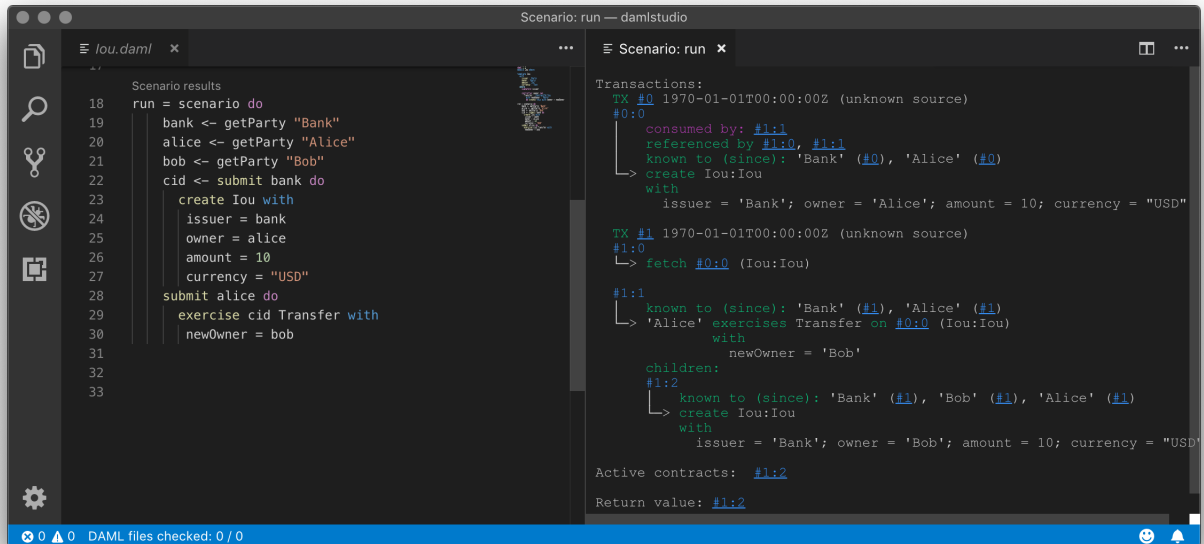 Scenario: run — damlstudio
Iou.daml ×
Scenario: run ×
Scenario results
18 run = scenario do
19 bank <- getParty "Bank"
20 alice <- getParty "Alice"
21 bob <- getParty "Bob"
22 cid <- submit bank do
23 create Iou with
24 issuer = bank
25 owner = alice
26 amount = 10
27 currency = "USD"
28 submit alice do
29 exercise cid Transfer with
30 newOwner = bob
31
32
33
Transactions:
TX #0 1970-01-01T00:00:00Z (unknown source)
#0:0
consumed by: #1:1
referenced by #1:0, #1:1
known to (since): 'Bank' (#0), 'Alice' (#0)
└─> create Iou:Iou
with
issuer = 'Bank'; owner = 'Alice'; amount = 10; currency = "USD"
TX #1 1970-01-01T00:00:00Z (unknown source)
#1:0
└─> fetch #0:0 (Iou:Iou)
#1:1
known to (since): 'Bank' (#1), 'Alice' (#1)
└─> 'Alice' exercises Transfer on #0:0 (Iou:Iou)
with
newOwner = 'Bob'
children:
#1:2
known to (since): 'Bank' (#1), 'Bob' (#1), 'Alice' (#1)
└─> create Iou:Iou
with
issuer = 'Bank'; owner = 'Bob'; amount = 10; currency = "USD'
Active contracts: #1:2
Return value: #1:2
0 0 DAML files checked: 0 / 0